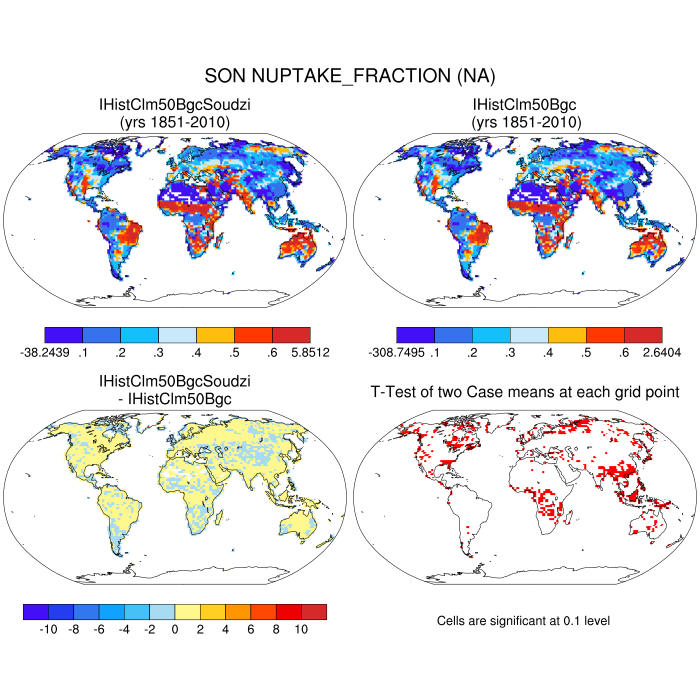 SON NUPTAKE_FRACTION (NA)
IHistClm50BgcSoudzi
(yrs 1851-2010)
IHistClm50Bgc
(yrs 1851-2010)
-38.2439 .1 .2 .3 .4 .5 .6 5.8512
-308.7495 .1 .2 .3 .4 .5 .6 2.6404
IHistClm50BgcSoudzi
- IHistClm50Bgc
T-Test of two Case means at each grid point
-10 -8 -6 -4 -2 0 2 4 6 8 10
Cells are significant at 0.1 level